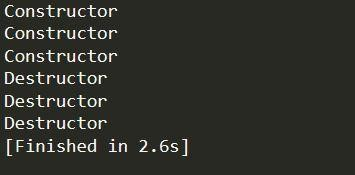 Constructor
Constructor
Constructor
Destructor
Destructor
Destructor
[Finished in 2.6s]